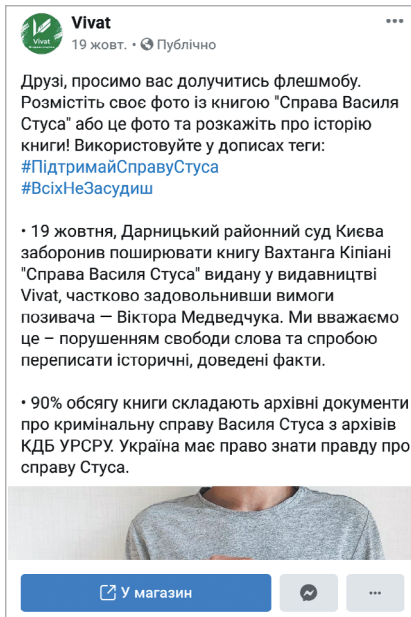 Vivat
Vivat
19 жовт. • Публічно
Друзі, просимо вас долучитись флешмобу.
Розмістіть своє фото із книгою "Справа Василя
Стуса" або це фото та розкажіть про історію
книги! Використовуйте у дописах теги:
#ПідтримайСправуСтуса
#ВсіхНеЗасудиш
• 19 жовтня, Дарницький районний суд Києва
заборонив поширювати книгу Вахтанга Кіпіані
"Справа Василя Стуса" видану у видавництві
Vivat, частково задовольнивши вимоги
позивача — Віктора Медведчука. Ми вважаємо
це – порушенням свободи слова та спробою
переписати історичні, доведені факти.
• 90% обсягу книги складають архівні документи
про кримінальну справу Василя Стуса з архівів
КДБ УРСРУ. Україна має право знати правду про
справу Стуса.
У магазин